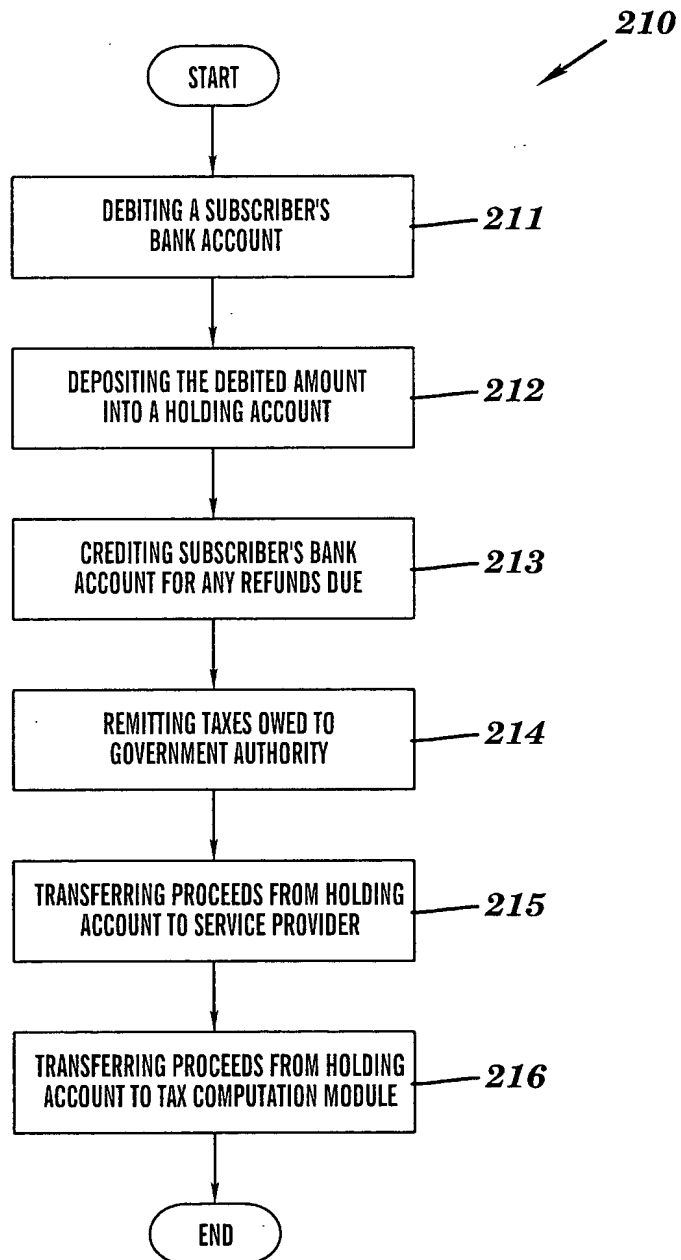 210
START
DEBITING A SUBSCRIBER'S
BANK ACCOUNT
211
DEPOSITING THE DEBITED AMOUNT
INTO A HOLDING ACCOUNT
212
CREDITING SUBSCRIBER'S BANK
ACCOUNT FOR ANY REFUNDS DUE
213
REMITTING TAXES OWED TO
GOVERNMENT AUTHORITY
214
TRANSFERRING PROCEEDS FROM HOLDING
ACCOUNT TO SERVICE PROVIDER
215
TRANSFERRING PROCEEDS FROM HOLDING
ACCOUNT TO TAX COMPUTATION MODULE
216
END